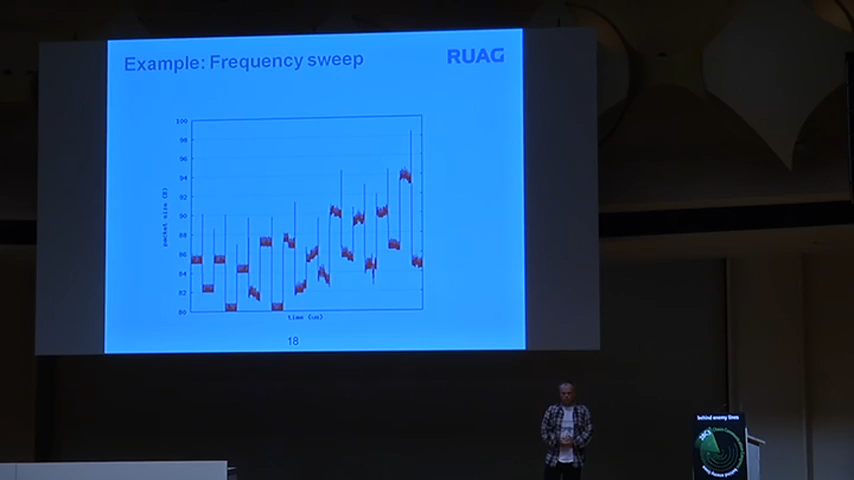 Example: Frequency sweep
RUAG
100
98
96
94
92
90
88
86
84
82
80
packet size (B)
time (us)
18
behind enemy lines